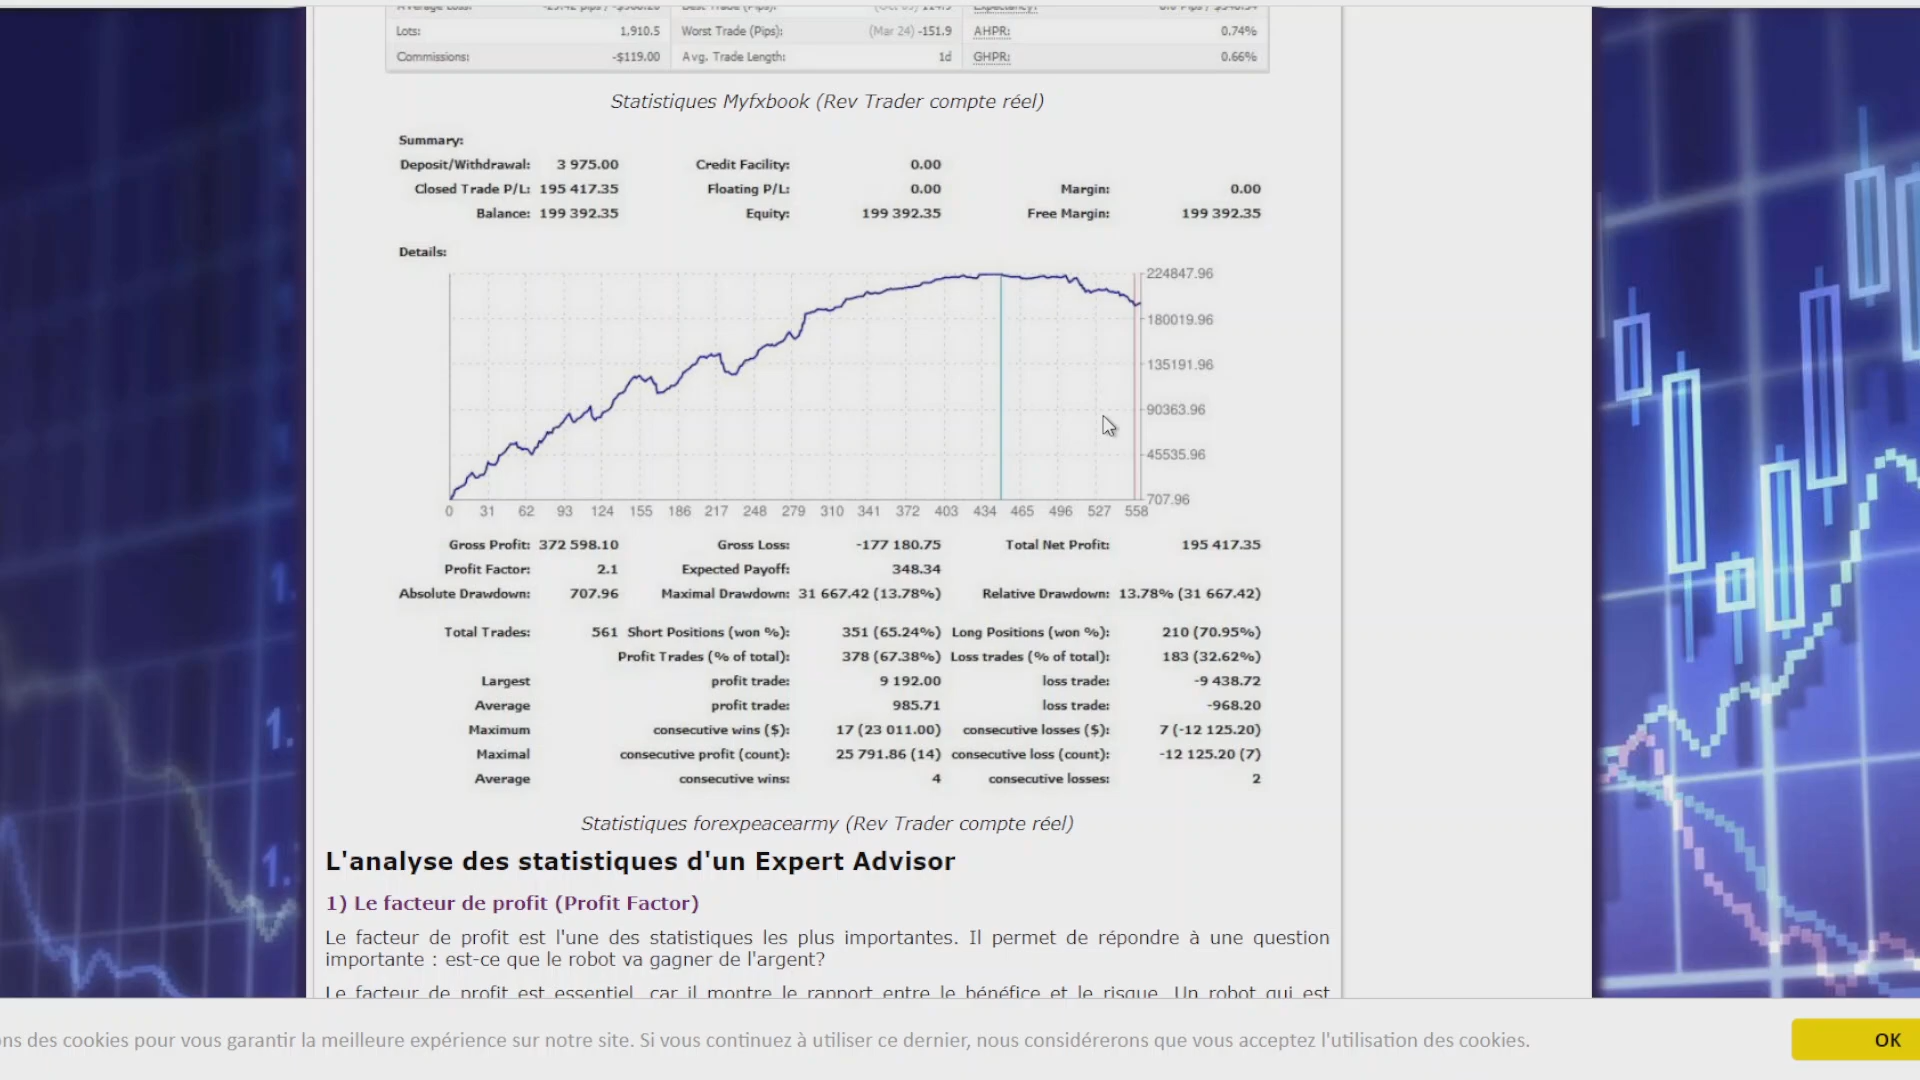 Average Loss:
Lots: 1,910.5 Worst Trade (Pips): (Mar 24) -151.9 AHPR: 0.74%
Commissions: -$119.00 Avg. Trade Length: 1d GHPR: 0.66%
Statistiques Myfxbook (Rev Trader compte réel)
Summary:
Deposit/Withdrawal: 3 975.00 Credit Facility: 0.00
Closed Trade P/L: 195 417.35 Floating P/L: 0.00 Margin: 0.00
Balance: 199 392.35 Equity: 199 392.35 Free Margin: 199 392.35
Details:
224847.96
180019.96
135191.96
90363.96
45535.96
707.96
0 31 62 93 124 155 186 217 248 279 310 341 372 403 434 465 496 527 558
Gross Profit: 372 598.10 Gross Loss: -177 180.75 Total Net Profit: 195 417.35
Profit Factor: 2.1 Expected Payoff: 348.34
Absolute Drawdown: 707.96 Maximal Drawdown: 31 667.42 (13.78%) Relative Drawdown: 13.78% (31 667.42)
Total Trades: 561 Short Positions (won %): 351 (65.24%) Long Positions (won %): 210 (70.95%)
Profit Trades (% of total): 378 (67.38%) Loss trades (% of total): 183 (32.62%)
Largest profit trade: 9 192.00 loss trade: -9 438.72
Average profit trade: 985.71 loss trade: -968.20
Maximum consecutive wins ($): 17 (23 011.00) consecutive losses ($): 7 (-12 125.20)
Maximal consecutive profit (count): 25 791.86 (14) consecutive loss (count): -12 125.20 (7)
Average consecutive wins: 4 consecutive losses: 2
Statistiques forexpeacearmy (Rev Trader compte réel)
L'analyse des statistiques d'un Expert Advisor
1) Le facteur de profit (Profit Factor)
Le facteur de profit est l'une des statistiques les plus importantes. Il permet de répondre à une question
importante : est-ce que le robot va gagner de l'argent?
Le facteur de profit est essentiel, car il montre le rapport entre le bénéfice et le risque. Un robot qui est
ns des cookies pour vous garantir la meilleure expérience sur notre site. Si vous continuez à utiliser ce dernier, nous considérerons que vous acceptez l'utilisation des cookies.
OK